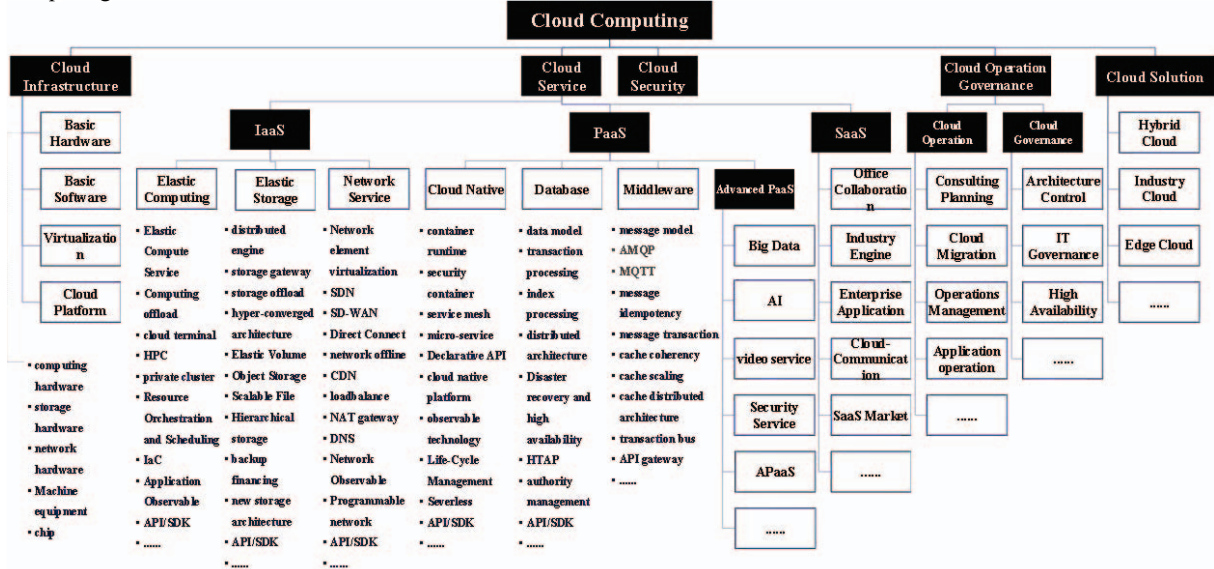 Cloud Computing
Cloud
Infrastructure
Cloud
Service
Cloud
Security
Cloud Operation
Governance
Cloud Solution
IaaS
PaaS
SaaS
Cloud
Operation
Cloud
Governance
Basic
Hardware
Basic
Software
Virtualizatio
n
Cloud
Platform
▪ computing
hardware
▪ storage
hardware
▪ network
hardware
▪ Machine
equipment
▪ chip
Elastic
Computing
▪ Elastic
Compute
Service
▪ Computing
offload
▪ cloud terminal
▪ HPC
▪ private cluster
▪ Resource
Orchestration
and Scheduling
▪ IaC
▪ Application
Observable
▪ API/SDK
▪ ......
Elastic
Storage
▪ distributed
engine
▪ storage gateway
▪ storage offload
▪ hyper-converged
architecture
▪ Elastic Volume
▪ Object Storage
▪ Scalable File
▪ Hierarchical
storage
▪ backup
financing
▪ new storage
architecture
▪ API/SDK
▪ ......
Network
Service
▪ Network
element
virtualization
▪ SDN
▪ SD-WAN
▪ Direct Connect
▪ network offline
▪ CDN
▪ loadbalance
▪ NAT gateway
▪ DNS
▪ Network
Observable
▪ Programmable
network
▪ API/SDK
▪ ......
Cloud Native
▪ container
runtime
▪ security
container
▪ service mesh
▪ micro-service
▪ Declarative API
▪ cloud native
platform
▪ observable
technology
▪ Life-Cycle
Management
▪ Severless
▪ API/SDK
▪ ......
Database
▪ data model
▪ transaction
processing
▪ index
processing
▪ distributed
architecture
▪ Disaster
recovery and
high
availability
▪ HTAP
▪ authority
management
▪ API/SDK
▪ ......
Middleware
▪ message model
▪ AMQP
▪ MQTT
▪ message
idempotency
▪ message transaction
▪ cache coherency
▪ cache scaling
▪ cache distributed
architecture
▪ transaction bus
▪ API gateway
▪ ......
Advanced PaaS
Big Data
AI
video service
Security
Service
APaaS
......
Office
Collaboratio
n
Industry
Engine
Enterprise
Application
Cloud-
Communicat
ion
SaaS Market
......
Consulting
Planning
Cloud
Migration
Operations
Management
Application
operation
......
Architecture
Control
IT
Governance
High
Availability
......
Hybrid
Cloud
Industry
Cloud
Edge Cloud
......